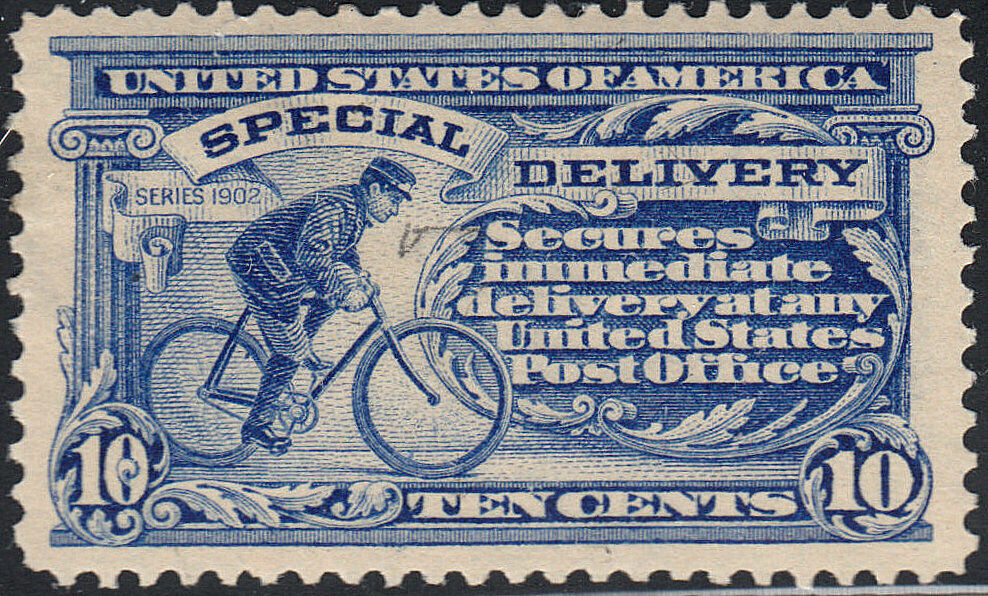 UNITED STATES OF AMERICA
SPECIAL
DELIVERY
SERIES 1902
Secures
immediate
delivery at any
United States
Post Office
10
TEN CENTS
10